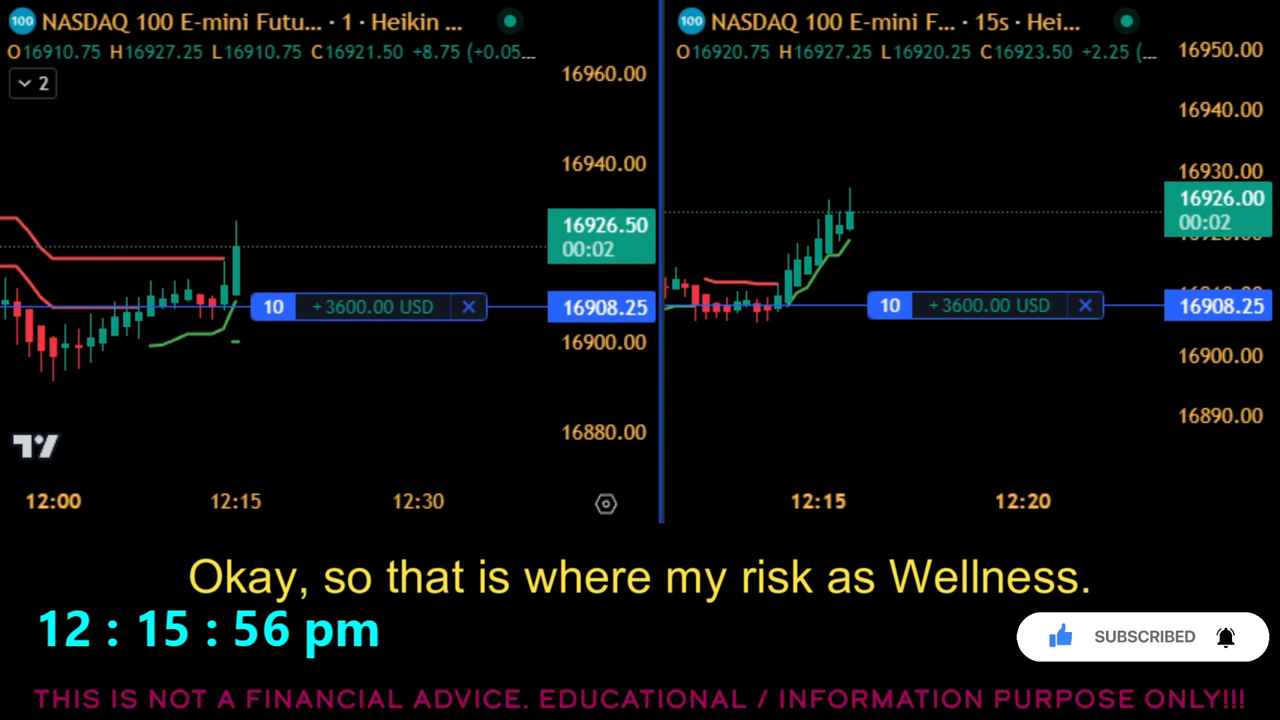 NASDAQ 100 E-mini Futu... · 1 · Heikin ...
O16910.75 H16927.25 L16910.75 C16921.50 +8.75 (+0.05...
2
16960.00
16940.00
16926.50
00:02
10 +3600.00 USD
16908.25
16900.00
16880.00
12:00 12:15 12:30
100 NASDAQ 100 E-mini F... · 15s · Hei...
O16920.75 H16927.25 L16920.25 C16923.50 +2.25 (...
16950.00
16940.00
16930.00
16926.00
00:02
10 +3600.00 USD
16908.25
16900.00
16890.00
12:15 12:20
Okay, so that is where my risk as Wellness.
12 : 15 : 56 pm
SUBSCRIBED
THIS IS NOT A FINANCIAL ADVICE. EDUCATIONAL / INFORMATION PURPOSE ONLY!!!